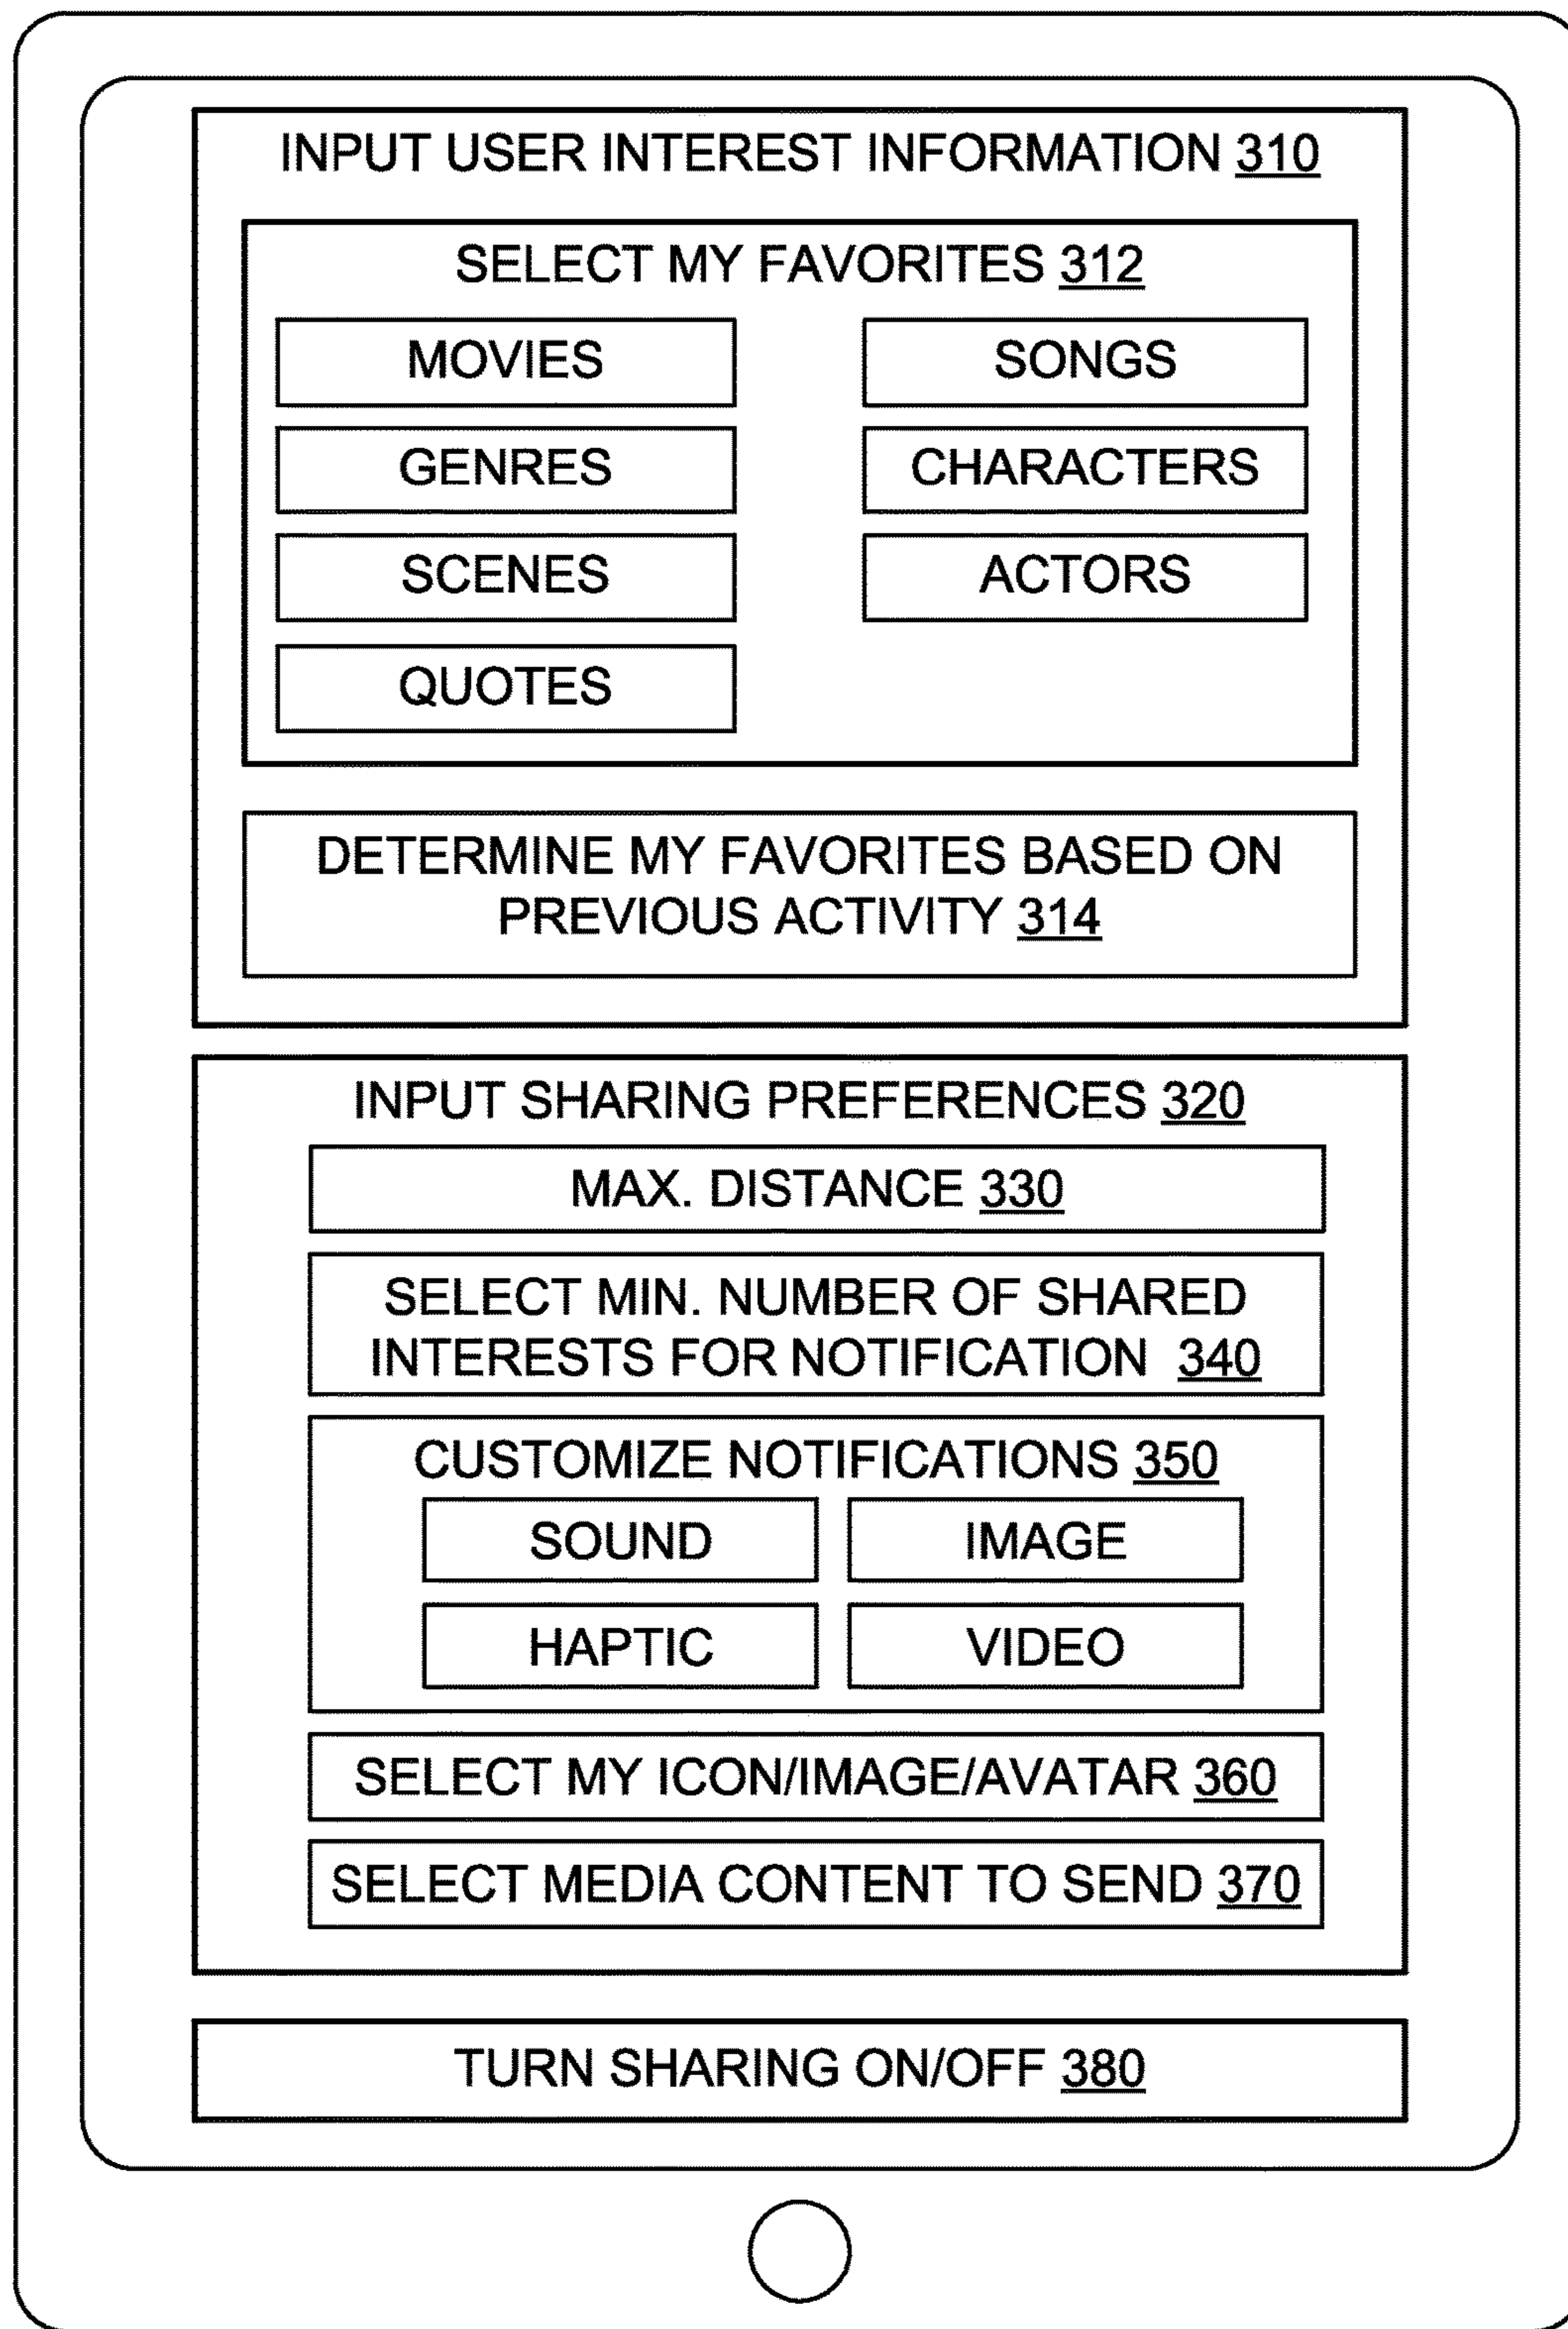 INPUT USER INTEREST INFORMATION 310
SELECT MY FAVORITES 312
MOVIES
SONGS
GENRES
CHARACTERS
SCENES
ACTORS
QUOTES
DETERMINE MY FAVORITES BASED ON
PREVIOUS ACTIVITY 314
INPUT SHARING PREFERENCES 320
MAX. DISTANCE 330
SELECT MIN. NUMBER OF SHARED
INTERESTS FOR NOTIFICATION 340
CUSTOMIZE NOTIFICATIONS 350
SOUND
IMAGE
HAPTIC
VIDEO
SELECT MY ICON/IMAGE/AVATAR 360
SELECT MEDIA CONTENT TO SEND 370
TURN SHARING ON/OFF 380